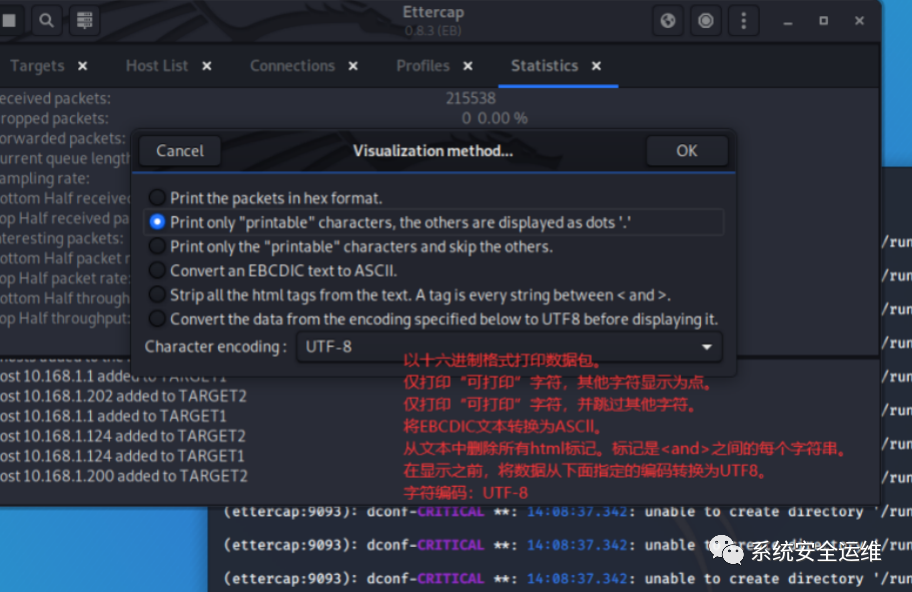 Ettercap
0.8.3 (EB)
Targets × Host List × Connections × Profiles × Statistics ×
eceived packets: 215538
ropped packets: 0 0.00 %
orwarded packets:
urrent queue length
ampling rate:
ottom Half received
op Half received pa
nteresting packets:
ottom Half packet r
op Half packet rate:
ottom Half through
op Half throughput:
Cancel Visualization method... OK
Print the packets in hex format.
Print only "printable" characters, the others are displayed as dots '.'
Print only the "printable" characters and skip the others.
Convert an EBCDIC text to ASCII.
Strip all the html tags from the text. A tag is every string between < and >.
Convert the data from the encoding specified below to UTF8 before displaying it.
Character encoding : UTF-8
以十六进制格式打印数据包。
仅打印“可打印”字符，其他字符显示为点。
仅打印“可打印”字符，并跳过其他字符。
将EBCDIC文本转换为ASCII。
从文本中删除所有html标记。标记是<and>之间的每个字符串。
在显示之前，将数据从下面指定的编码转换为UTF8。
字符编码：UTF-8
ost 10.168.1.1 added to TARGET1
ost 10.168.1.202 added to TARGET2
ost 10.168.1.1 added to TARGET1
ost 10.168.1.124 added to TARGET2
ost 10.168.1.124 added to TARGET1
ost 10.168.1.200 added to TARGET2
/run
/run
/run
/run
/run
/run
/run
/run
(ettercap:9093): dconf-CRITICAL **: 14:08:37.342: unable to create directory '/run
(ettercap:9093): dconf-CRITICAL **: 14:08:37.342: unable to create directory '/run
(ettercap:9093): dconf-CRITICAL **: 14:08:37.342: unable to create directory '/run
系统安全运维